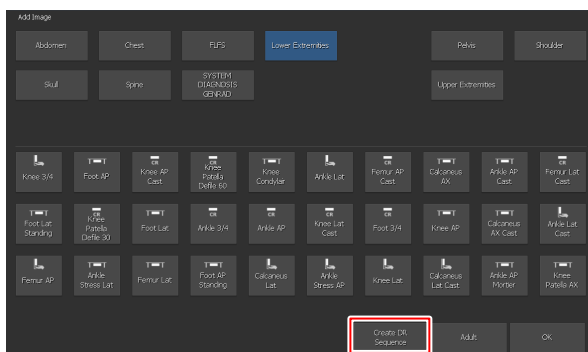 Add Image
Abdomen
Chest
FLFS
Lower Extremities
Pelvis
Shoulder
Skull
Spine
SYSTEM
DIAGNOSIS
GENRAD
Upper Extremities
Knee 3/4
Foot AP
CR
Knee AP
Cast
CR
Knee
Patella
Defile 60
Knee
Condylair
Ankle Lat
CR
Femur AP
Cast
Calcaneus
AX
Ankle AP
Cast
CR
Femur Lat
Cast
Foot Lat
Standing
CR
Knee
Patella
Defile 30
Foot Lat
CR
Ankle 3/4
CR
Ankle AP
CR
Knee Lat
Cast
CR
Foot 3/4
Knee AP
Calcaneus
AX Cast
Ankle Lat
Cast
Femur AP
Ankle
Stress Lat
Femur Lat
Foot AP
Standing
Calcaneus
Lat
Ankle
Stress AP
Knee Lat
Calcaneus
Lat Cast
Ankle AP
Mortier
Knee
Patella AX
Create DR
Sequence
Adult
OK